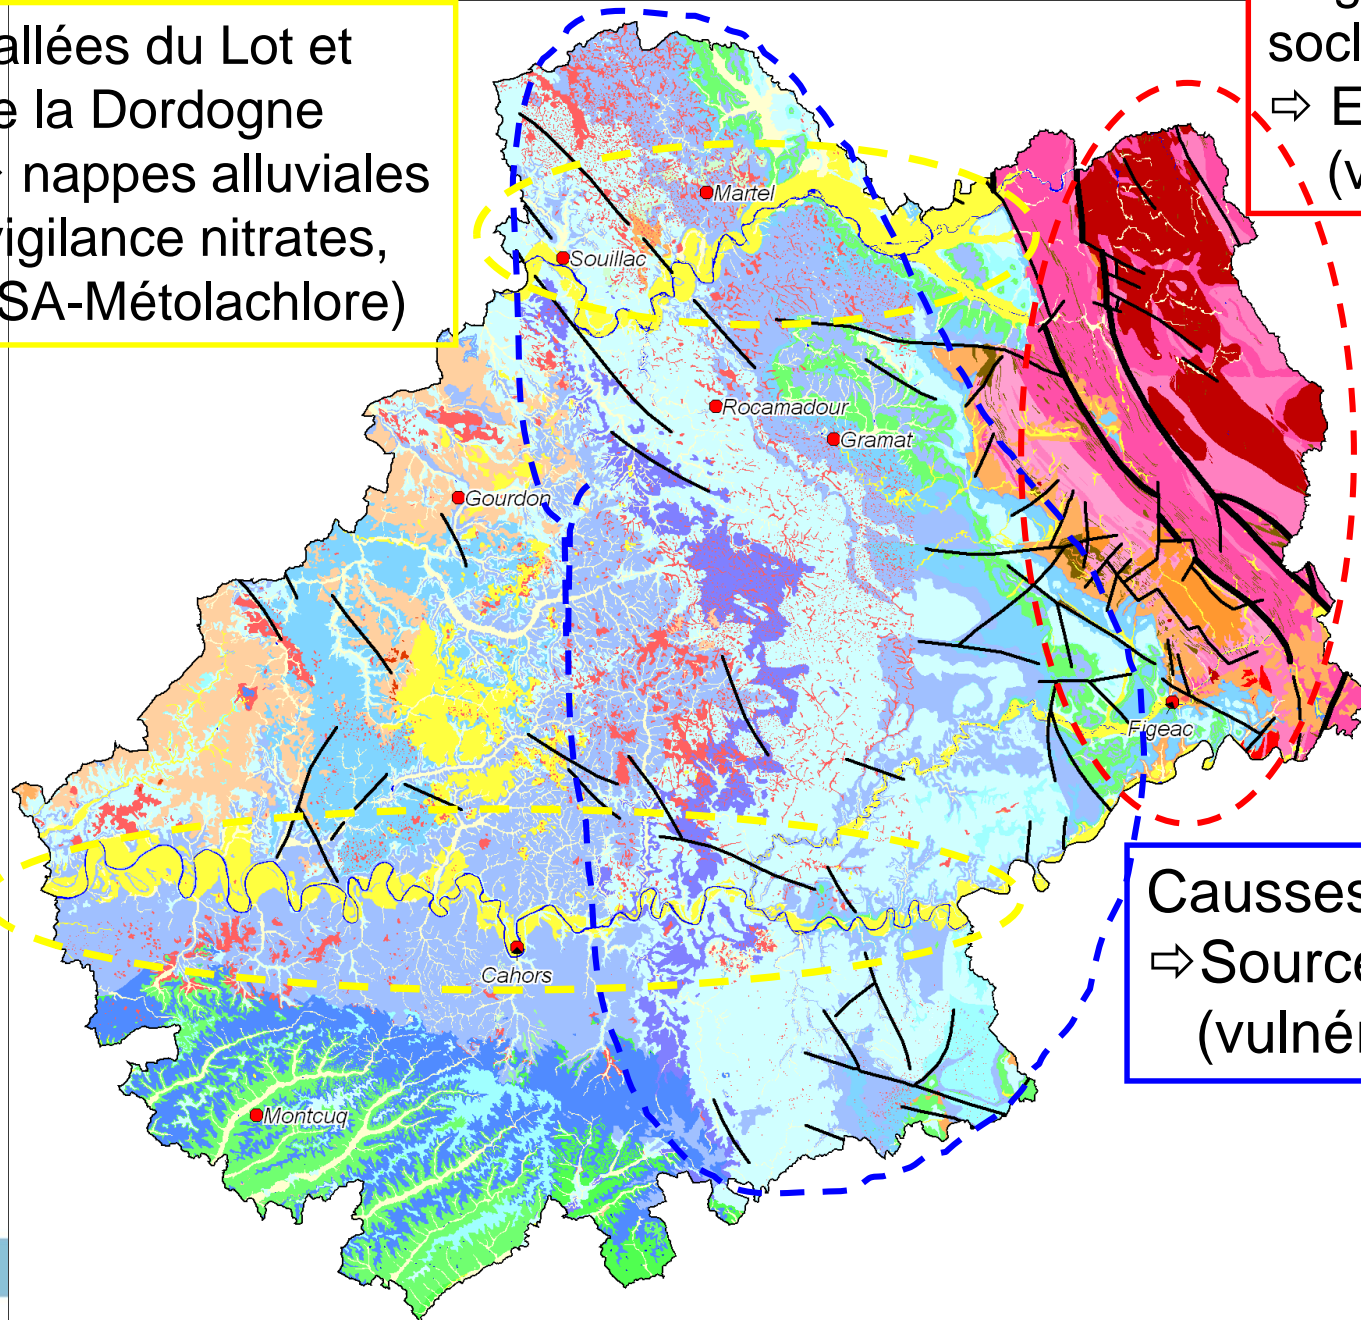 allées du Lot et
e la Dordogne
nappes alluviales
vigilance nitrates,
SA-Métolachlore)
socl
⇨ E
(v
Martel
Souillac
Rocamadour
Gramat
Gourdon
Figeac
Cahors
Montcuq
Causses
⇨Source
(vulnér